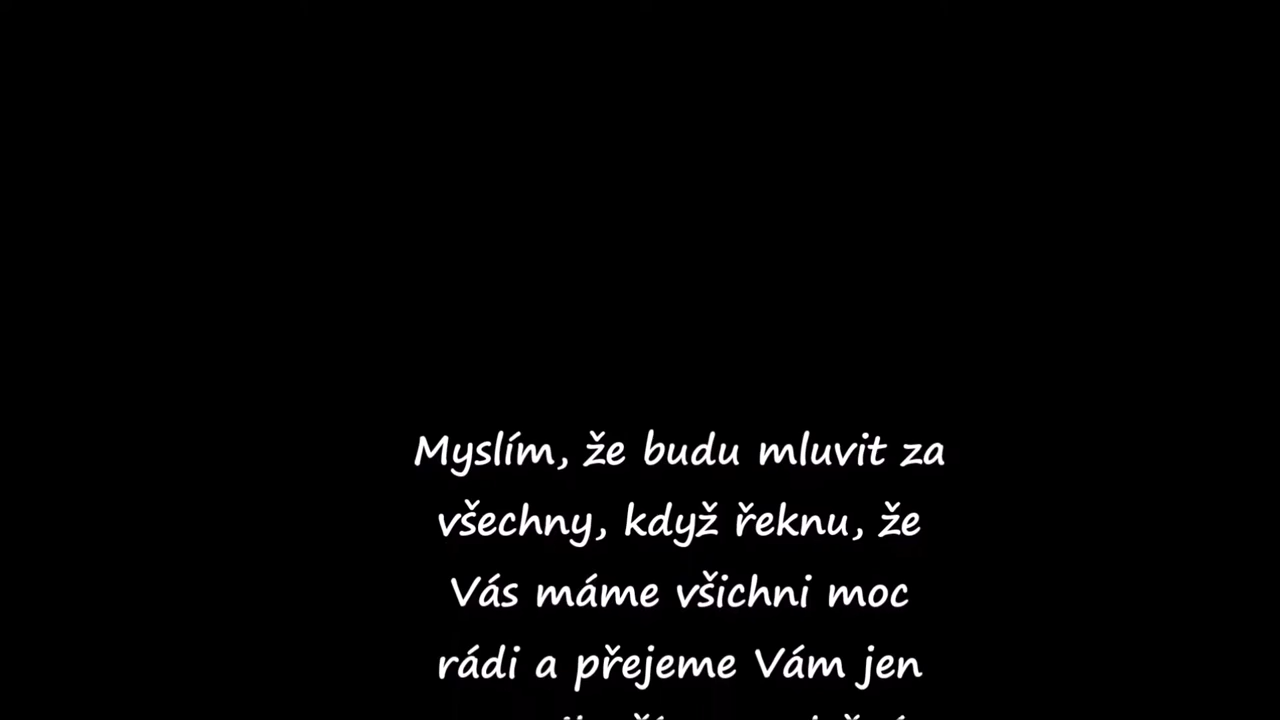 Myslím, že budu mluvit za
všechny, když řeknu, že
Vás máme všichni moc
rádi a přejeme Vám jen